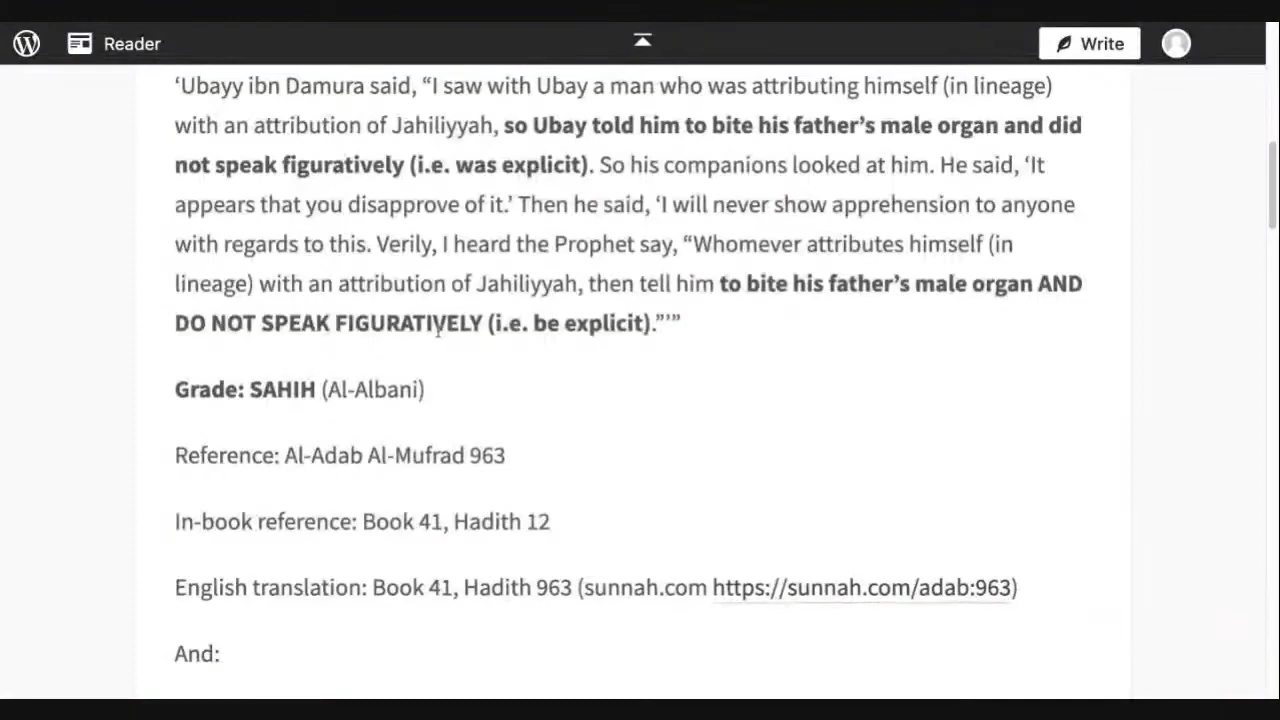 Reader
Write
‘Ubayy ibn Damura said, “I saw with Ubay a man who was attributing himself (in lineage)
with an attribution of Jahiliyyah, so Ubay told him to bite his father’s male organ and did
not speak figuratively (i.e. was explicit). So his companions looked at him. He said, ‘It
appears that you disapprove of it.’ Then he said, ‘I will never show apprehension to anyone
with regards to this. Verily, I heard the Prophet say, “Whomever attributes himself (in
lineage) with an attribution of Jahiliyyah, then tell him to bite his father’s male organ AND
DO NOT SPEAK FIGURATIVELY (i.e. be explicit).”’”
Grade: SAHIH (Al-Albani)
Reference: Al-Adab Al-Mufrad 963
In-book reference: Book 41, Hadith 12
English translation: Book 41, Hadith 963 (sunnah.com https://sunnah.com/adab:963)
And: